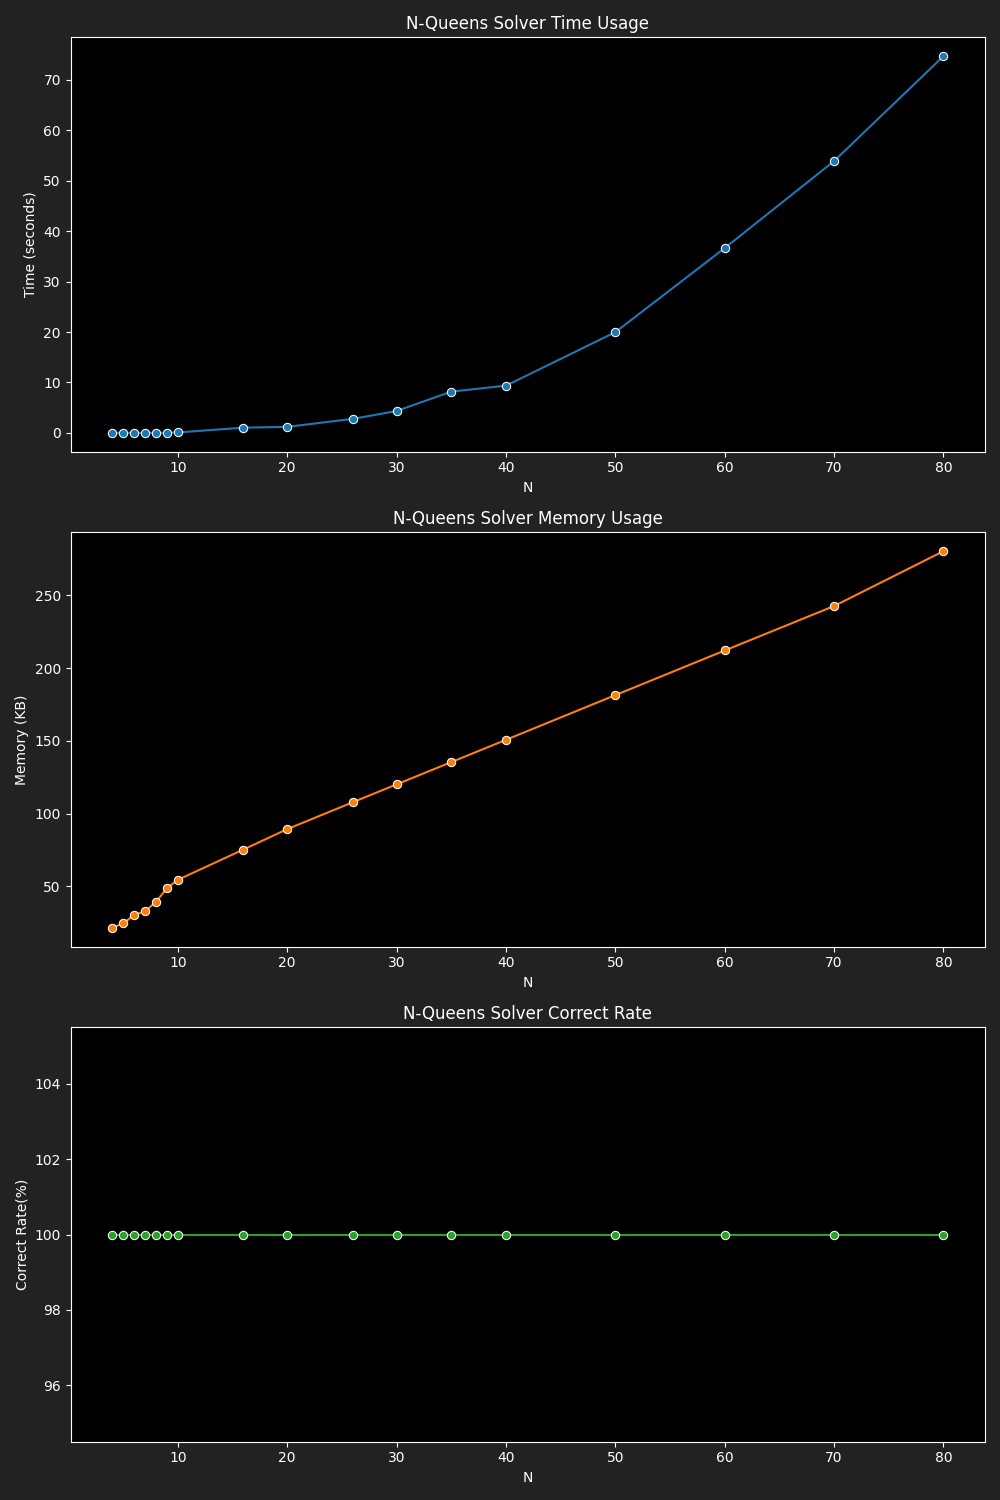 N-Queens Solver Time Usage
70
60
50
40
30
20
10
0
Time (seconds)
10 20 30 40 50 60 70 80
N
N-Queens Solver Memory Usage
250
200
150
100
50
Memory (KB)
10 20 30 40 50 60 70 80
N
N-Queens Solver Correct Rate
104
102
100
98
96
Correct Rate(%)
10 20 30 40 50 60 70 80
N